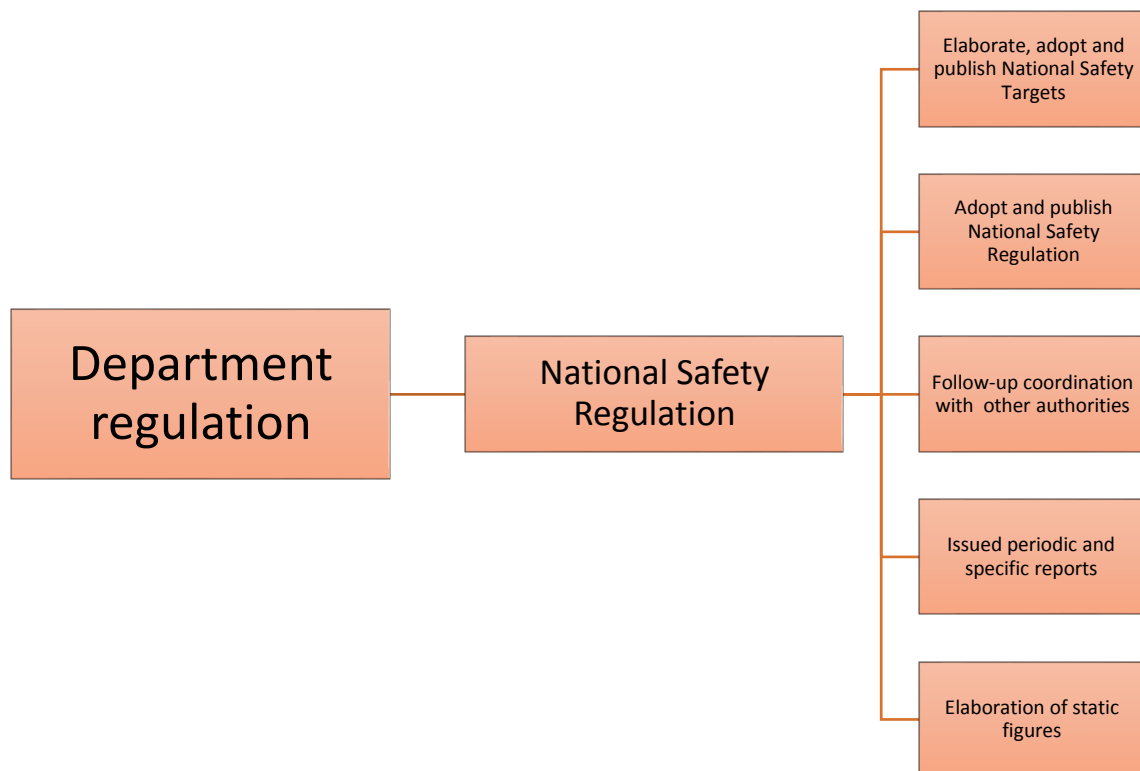 Department
regulation
National Safety
Regulation
Elaborate, adopt and
publish National Safety
Targets
Adopt and publish
National Safety
Regulation
Follow-up coordination
with other authorities
Issued periodic and
specific reports
Elaboration of static
figures